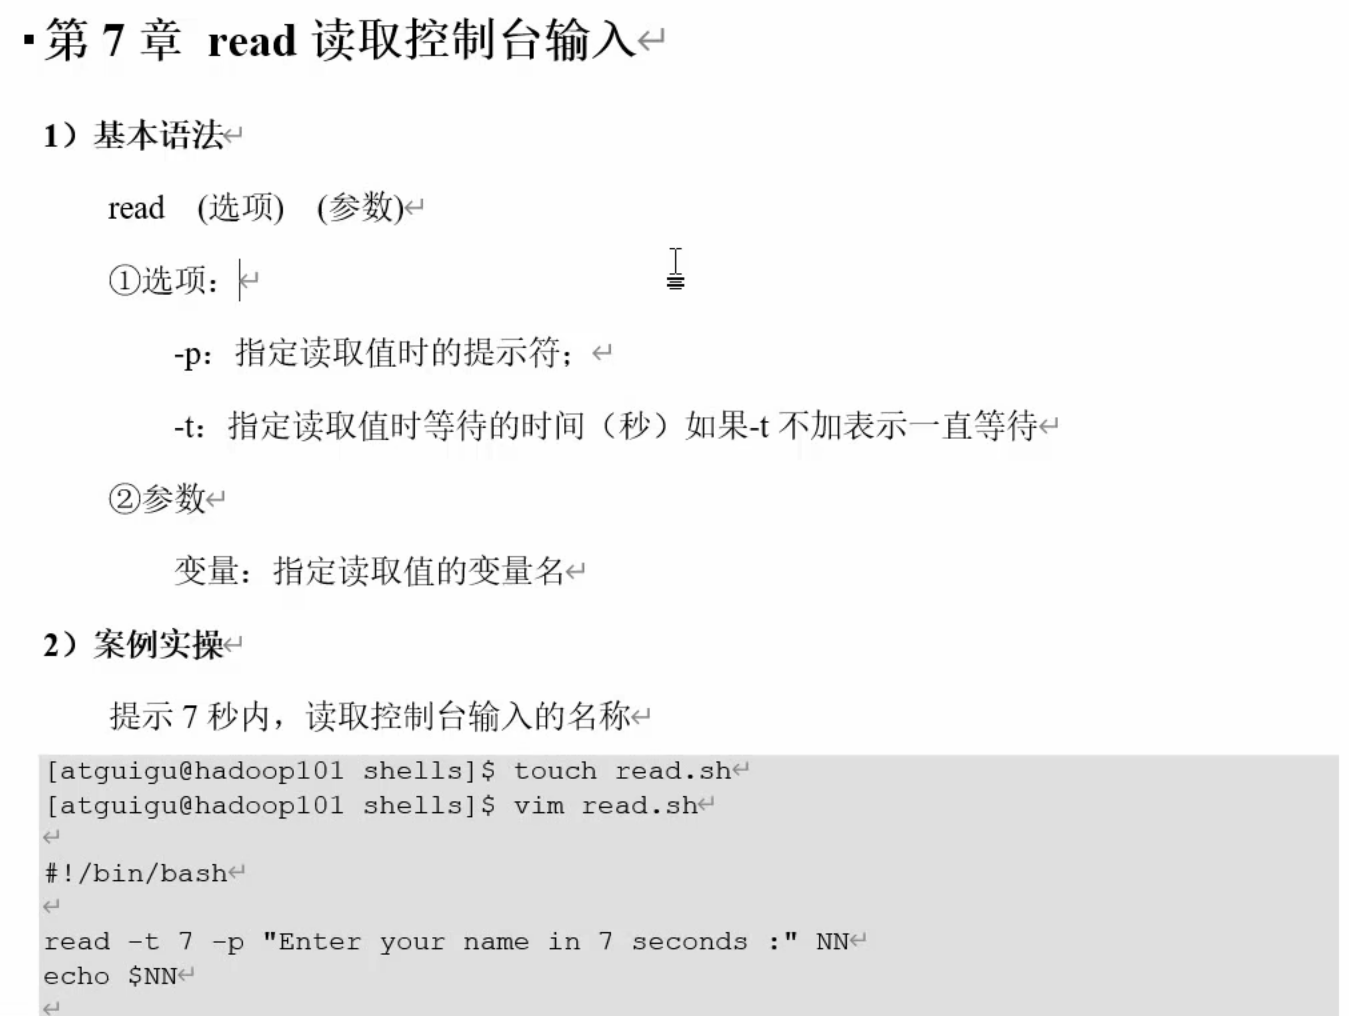 第 7 章 read 读取控制台输入
1）基本语法
read (选项) (参数)
①选项：
-p：指定读取值时的提示符；
-t：指定读取值时等待的时间（秒）如果-t 不加表示一直等待
②参数
变量：指定读取值的变量名
2）案例实操
提示 7 秒内，读取控制台输入的名称
[atguigu@hadoop101 shells]$ touch read.sh
[atguigu@hadoop101 shells]$ vim read.sh
#!/bin/bash
read -t 7 -p "Enter your name in 7 seconds :" NN
echo $NN